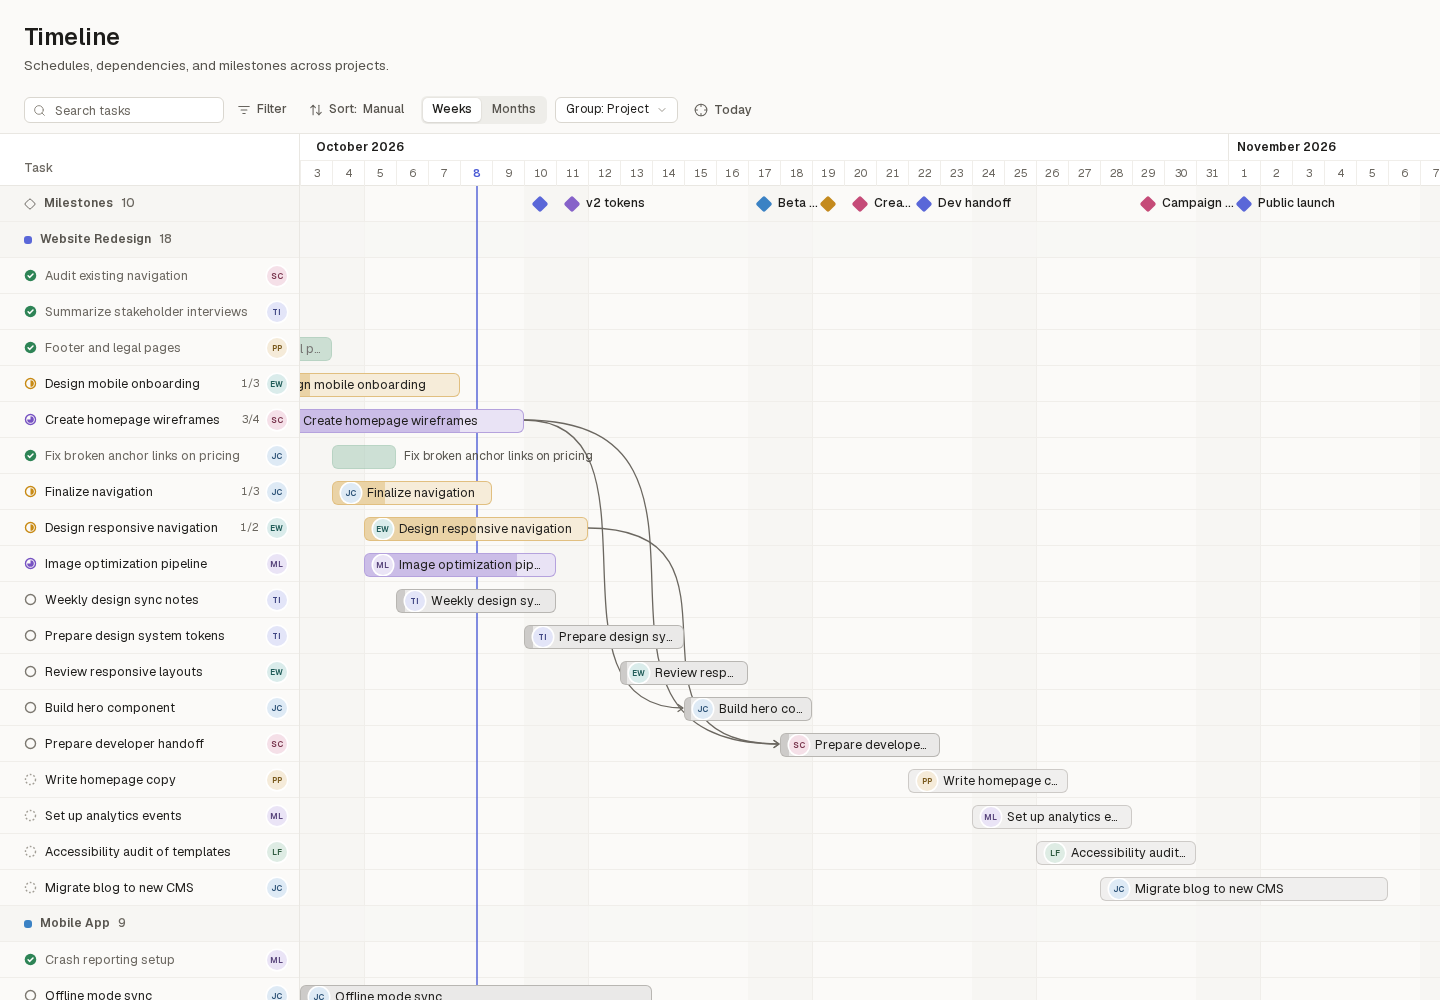 Timeline
Schedules, dependencies, and milestones across projects.
Search tasks
Filter
Sort: Manual
Weeks
Months
Group: Project
Today
Task
October 2026
November 2026
3 4 5 6 7 8 9 10 11 12 13 14 15 16 17 18 19 20 21 22 23 24 25 26 27 28 29 30 31 1 2 3 4 5 6 7
Milestones 10
v2 tokens
Beta ...
Crea...
Dev handoff
Campaign ...
Public launch
Website Redesign 18
Audit existing navigation SC
Summarize stakeholder interviews TI
Footer and legal pages PP
l p...
Design mobile onboarding 1/3 EW
gn mobile onboarding
Create homepage wireframes 3/4 SC
Create homepage wireframes
Fix broken anchor links on pricing JC
Fix broken anchor links on pricing
Finalize navigation 1/3 JC
JC Finalize navigation
Design responsive navigation 1/2 EW
EW Design responsive navigation
Image optimization pipeline ML
ML Image optimization pip...
Weekly design sync notes TI
TI Weekly design sy...
Prepare design system tokens TI
TI Prepare design sy...
Review responsive layouts EW
EW Review resp...
Build hero component JC
JC Build hero co...
Prepare developer handoff SC
SC Prepare develope...
Write homepage copy PP
PP Write homepage c...
Set up analytics events ML
ML Set up analytics e...
Accessibility audit of templates LF
LF Accessibility audit...
Migrate blog to new CMS JC
JC Migrate blog to new CMS
Mobile App 9
Crash reporting setup ML
Offline mode sync JC
JC Offline mode sync